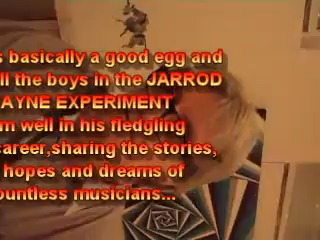 s basically a good egg and
ll the boys in the JARROD
AYNE EXPERIMENT
m well in his fledgling
career,sharing the stories,
hopes and dreams of
ountless musicians...